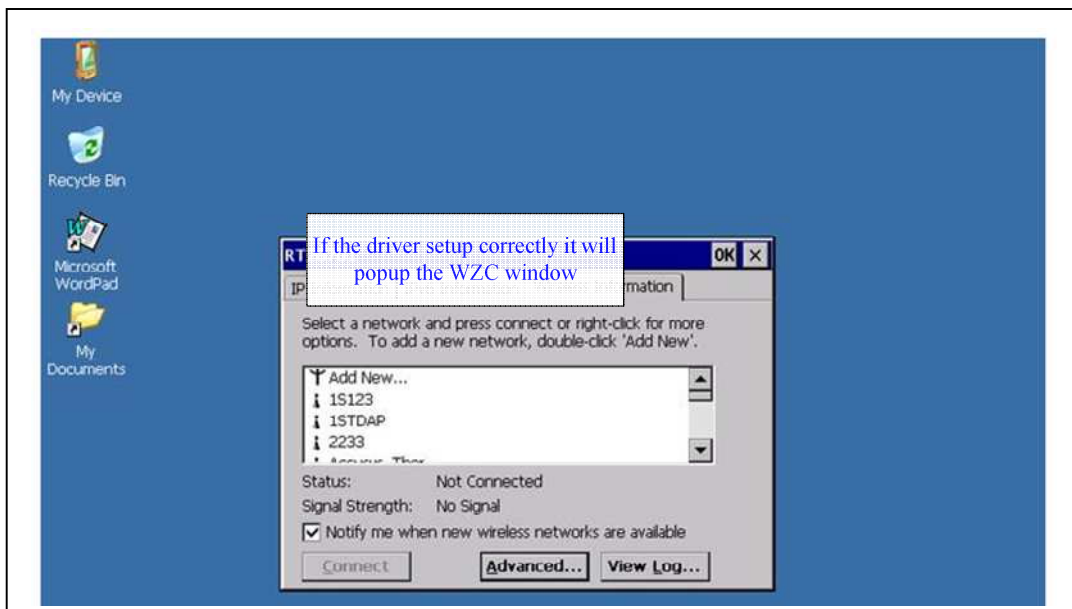 My Device
Recycle Bin
Microsoft
WordPad
My
Documents
If the driver setup correctly it will
popup the WZC window
RT
OK
IP
rmation
Select a network and press connect or right-click for more
options. To add a new network, double-click 'Add New'.
Add New...
1S123
1STDAP
2233
Status: Not Connected
Signal Strength: No Signal
Notify me when new wireless networks are available
Connect Advanced... View Log...